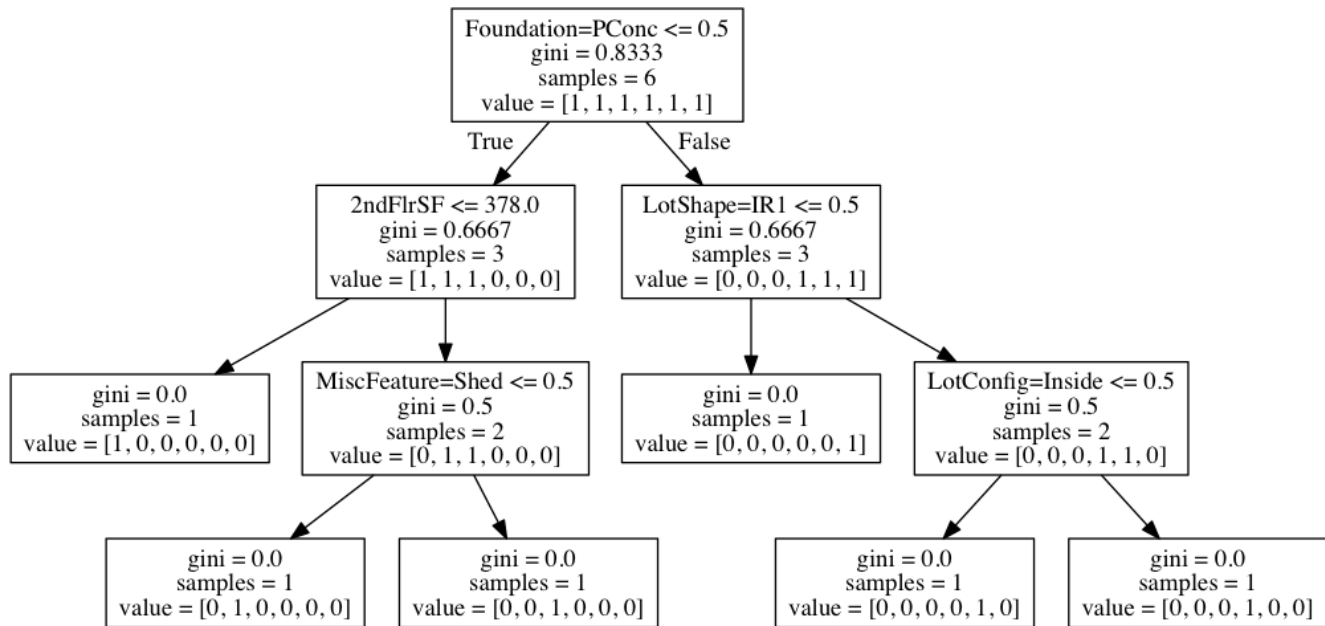 Foundation=PConc <= 0.5
gini = 0.8333
samples = 6
value = [1, 1, 1, 1, 1, 1]
True
False
2ndFlrSF <= 378.0
gini = 0.6667
samples = 3
value = [1, 1, 1, 0, 0, 0]
LotShape=IR1 <= 0.5
gini = 0.6667
samples = 3
value = [0, 0, 0, 1, 1, 1]
gini = 0.0
samples = 1
value = [1, 0, 0, 0, 0, 0]
MiscFeature=Shed <= 0.5
gini = 0.5
samples = 2
value = [0, 1, 1, 0, 0, 0]
gini = 0.0
samples = 1
value = [0, 0, 0, 0, 0, 1]
LotConfig=Inside <= 0.5
gini = 0.5
samples = 2
value = [0, 0, 0, 1, 1, 0]
gini = 0.0
samples = 1
value = [0, 1, 0, 0, 0, 0]
gini = 0.0
samples = 1
value = [0, 0, 1, 0, 0, 0]
gini = 0.0
samples = 1
value = [0, 0, 0, 0, 1, 0]
gini = 0.0
samples = 1
value = [0, 0, 0, 1, 0, 0]